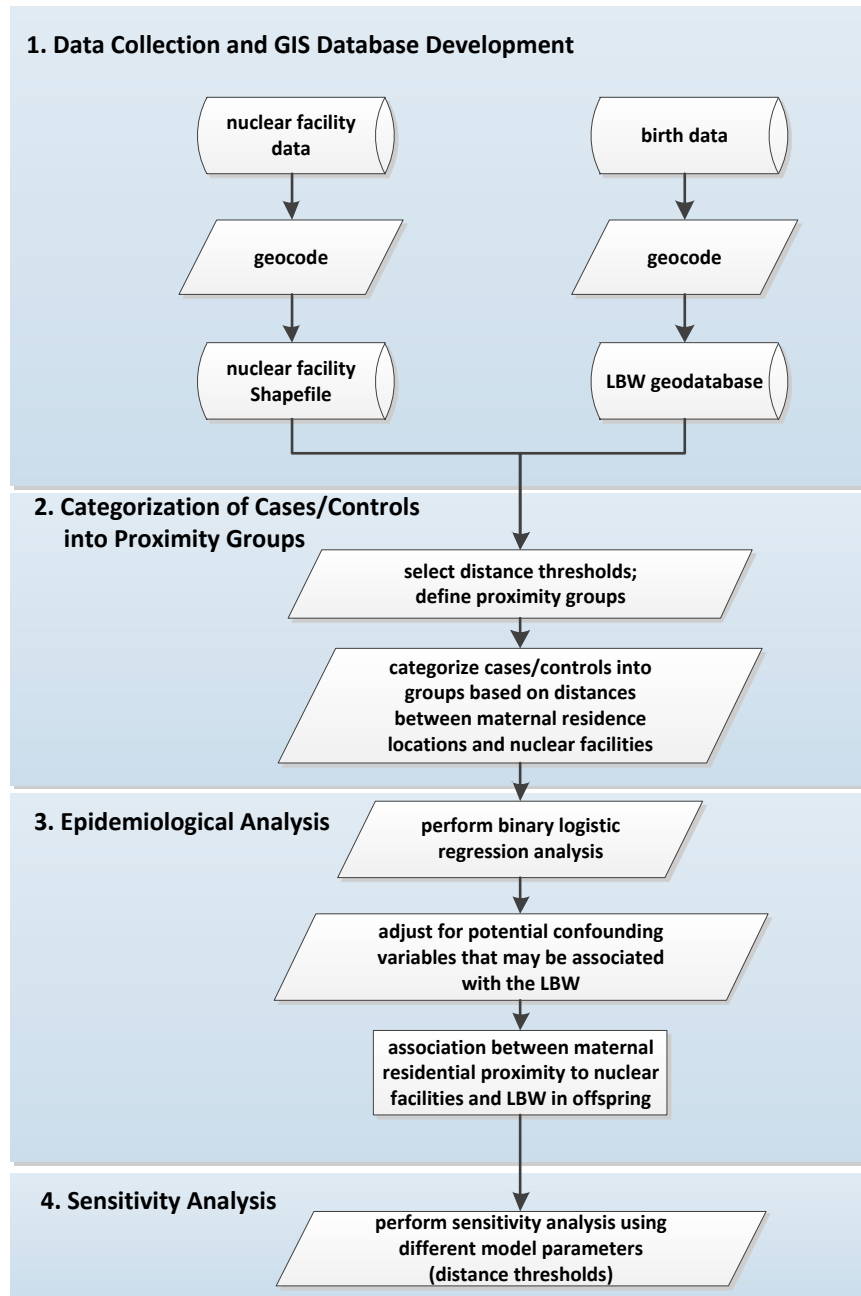 1. Data Collection and GIS Database Development
nuclear facility
data
birth data
geocode
geocode
nuclear facility
Shapefile
LBW geodatabase
2. Categorization of Cases/Controls
into Proximity Groups
select distance thresholds;
define proximity groups
categorize cases/controls into
groups based on distances
between maternal residence
locations and nuclear facilities
3. Epidemiological Analysis
perform binary logistic
regression analysis
adjust for potential confounding
variables that may be associated
with the LBW
association between maternal
residential proximity to nuclear
facilities and LBW in offspring
4. Sensitivity Analysis
perform sensitivity analysis using
different model parameters
(distance thresholds)